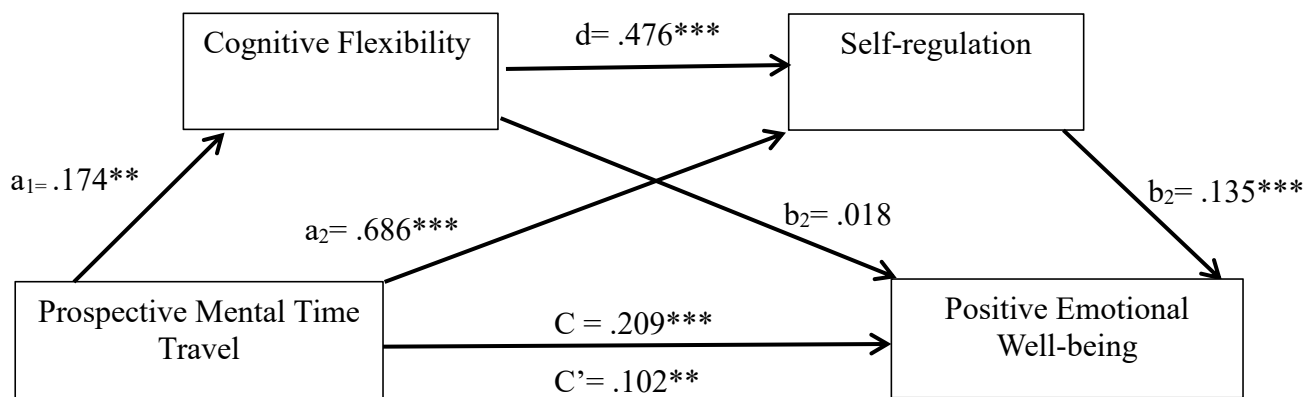 Cognitive Flexibility
d= .476***
Self-regulation
a1= .174**
a2= .686***
b2= .018
b2= .135***
Prospective Mental Time
Travel
C = .209***
C’= .102**
Positive Emotional
Well-being